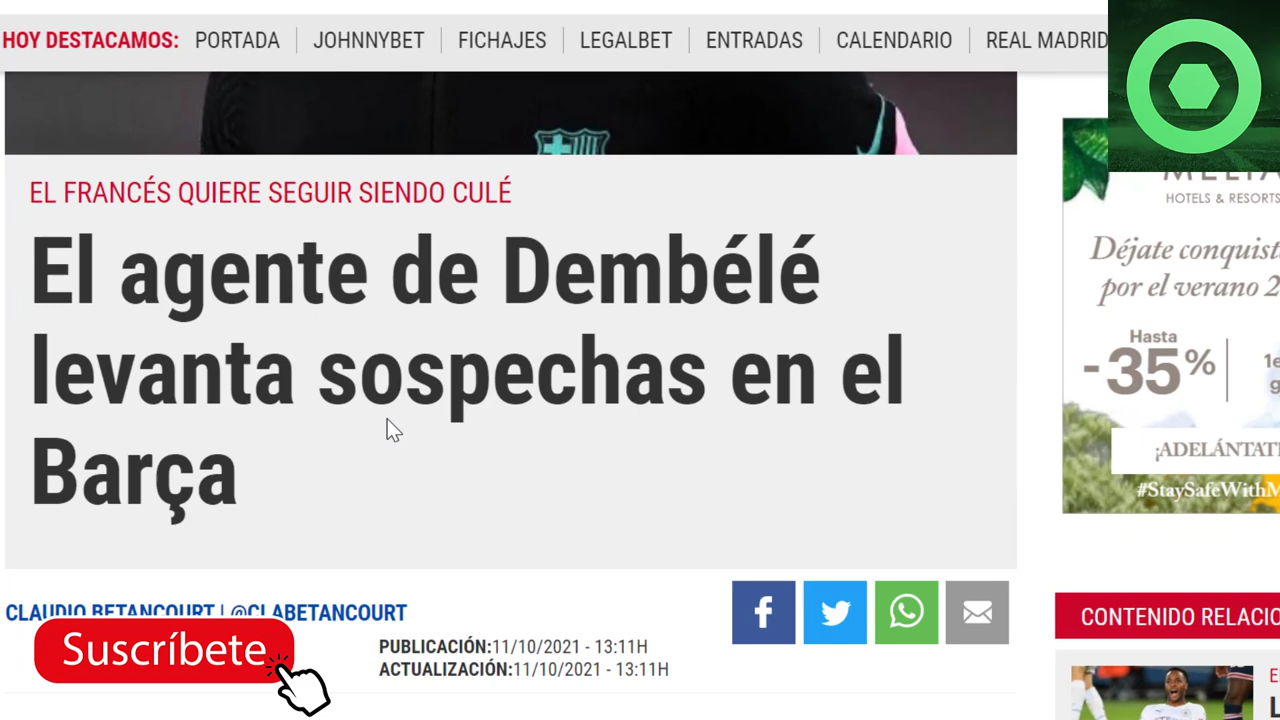 HOY DESTACAMOS: PORTADA JOHNNYBET FICHAJES LEGALBET ENTRADAS CALENDARIO REAL MADRID
EL FRANCÉS QUIERE SEGUIR SIENDO CULÉ
El agente de Dembélé
levanta sospechas en el
Barça
CLAUDIO BETANCOURT | @CLABETANCOURT
Suscríbete
PUBLICACIÓN:11/10/2021 - 13:11H
ACTUALIZACIÓN:11/10/2021 - 13:11H
HOTELS & RESORTS
Déjate conquist
por el verano 2
Hasta
-35%
1e
g
¡ADELÁNTAT
#StaySafeWithM
CONTENIDO RELACIO